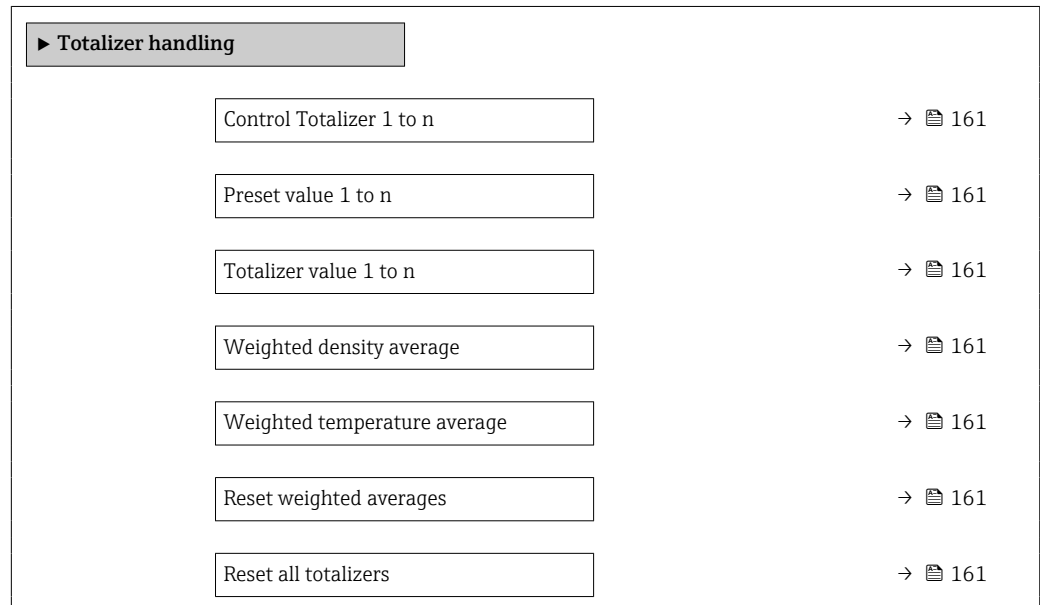 ► Totalizer handling
Control Totalizer 1 to n → 161
Preset value 1 to n → 161
Totalizer value 1 to n → 161
Weighted density average → 161
Weighted temperature average → 161
Reset weighted averages → 161
Reset all totalizers → 161